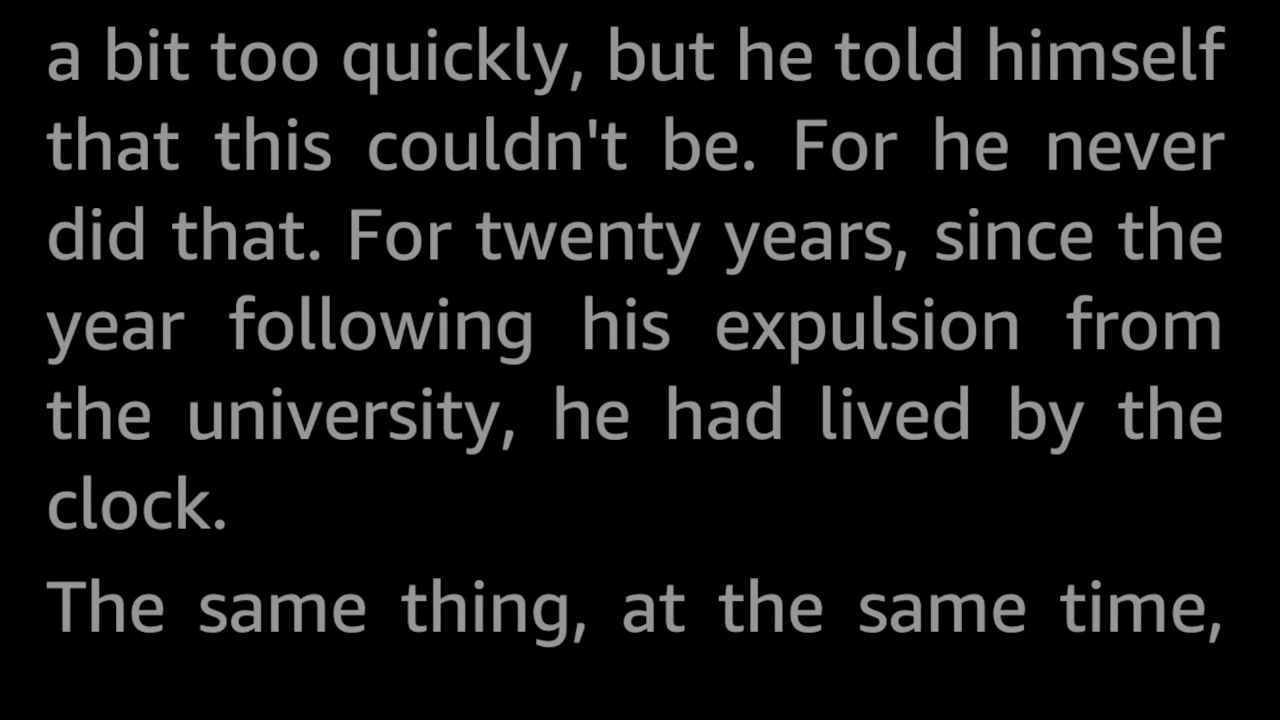 a bit too quickly, but he told himself
that this couldn't be. For he never
did that. For twenty years, since the
year following his expulsion from
the university, he had lived by the
clock.
The same thing, at the same time,